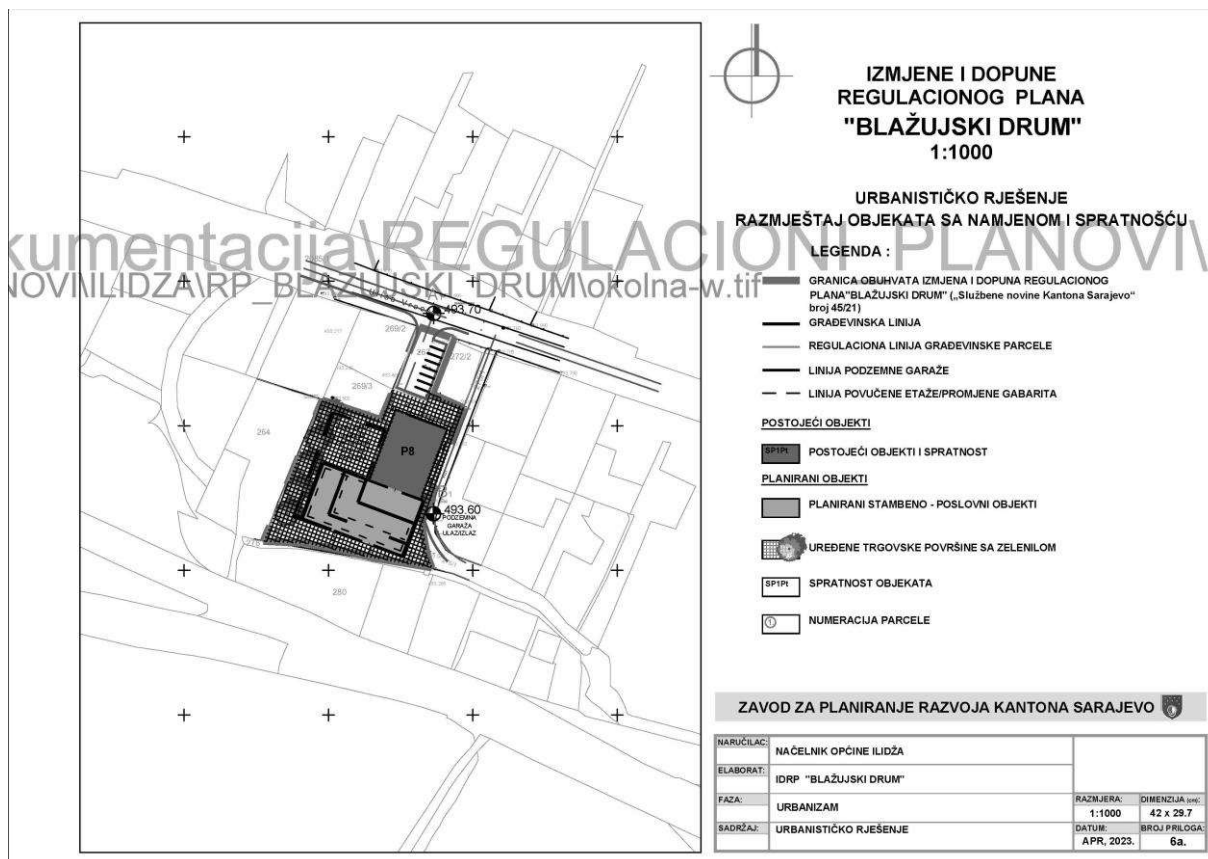 IZMJENE I DOPUNE
REGULACIONOG PLANA
"BLAŽUJSKI DRUM"
1:1000
URBANISTIČKO RJEŠENJE
RAZMJEŠTAJ OBJEKATA SA NAMJENOM I SPRATNOŠĆU
kumentacija\REGULACIONI PLANOVI\
NOVI\ILIDZA\RP_BLAZUJSKI_DRUM\okolna-w.tif
LEGENDA :
GRANICA OBUHVATA IZMJENA I DOPUNA REGULACIONOG
PLANA"BLAŽUJSKI DRUM" („Službene novine Kantona Sarajevo“
broj 45/21)
GRAĐEVINSKA LINIJA
REGULACIONA LINIJA GRAĐEVINSKE PARCELE
LINIJA PODZEMNE GARAŽE
LINIJA POVUČENE ETAŽE/PROMJENE GABARITA
POSTOJEĆI OBJEKTI
SP1Pt
POSTOJEĆI OBJEKTI I SPRATNOST
PLANIRANI OBJEKTI
PLANIRANI STAMBENO - POSLOVNI OBJEKTI
UREĐENE TRGOVSKE POVRŠINE SA ZELENILOM
SP1Pt
SPRATNOST OBJEKATA
1
NUMERACIJA PARCELE
493.70
269/2
272/2
269/3
264
P8
493.60
PODZEMNA
GARAŽA
ULAZ/IZLAZ
280
ZAVOD ZA PLANIRANJE RAZVOJA KANTONA SARAJEVO
NARUČILAC:
NAČELNIK OPĆINE ILIDŽA
ELABORAT:
IDRP "BLAŽUJSKI DRUM"
FAZA:
URBANIZAM
RAZMJERA:
1:1000
DIMENZIJA (cm):
42 x 29.7
SADRŽAJ:
URBANISTIČKO RJEŠENJE
DATUM:
APR, 2023.
BROJ PRILOGA:
6a.